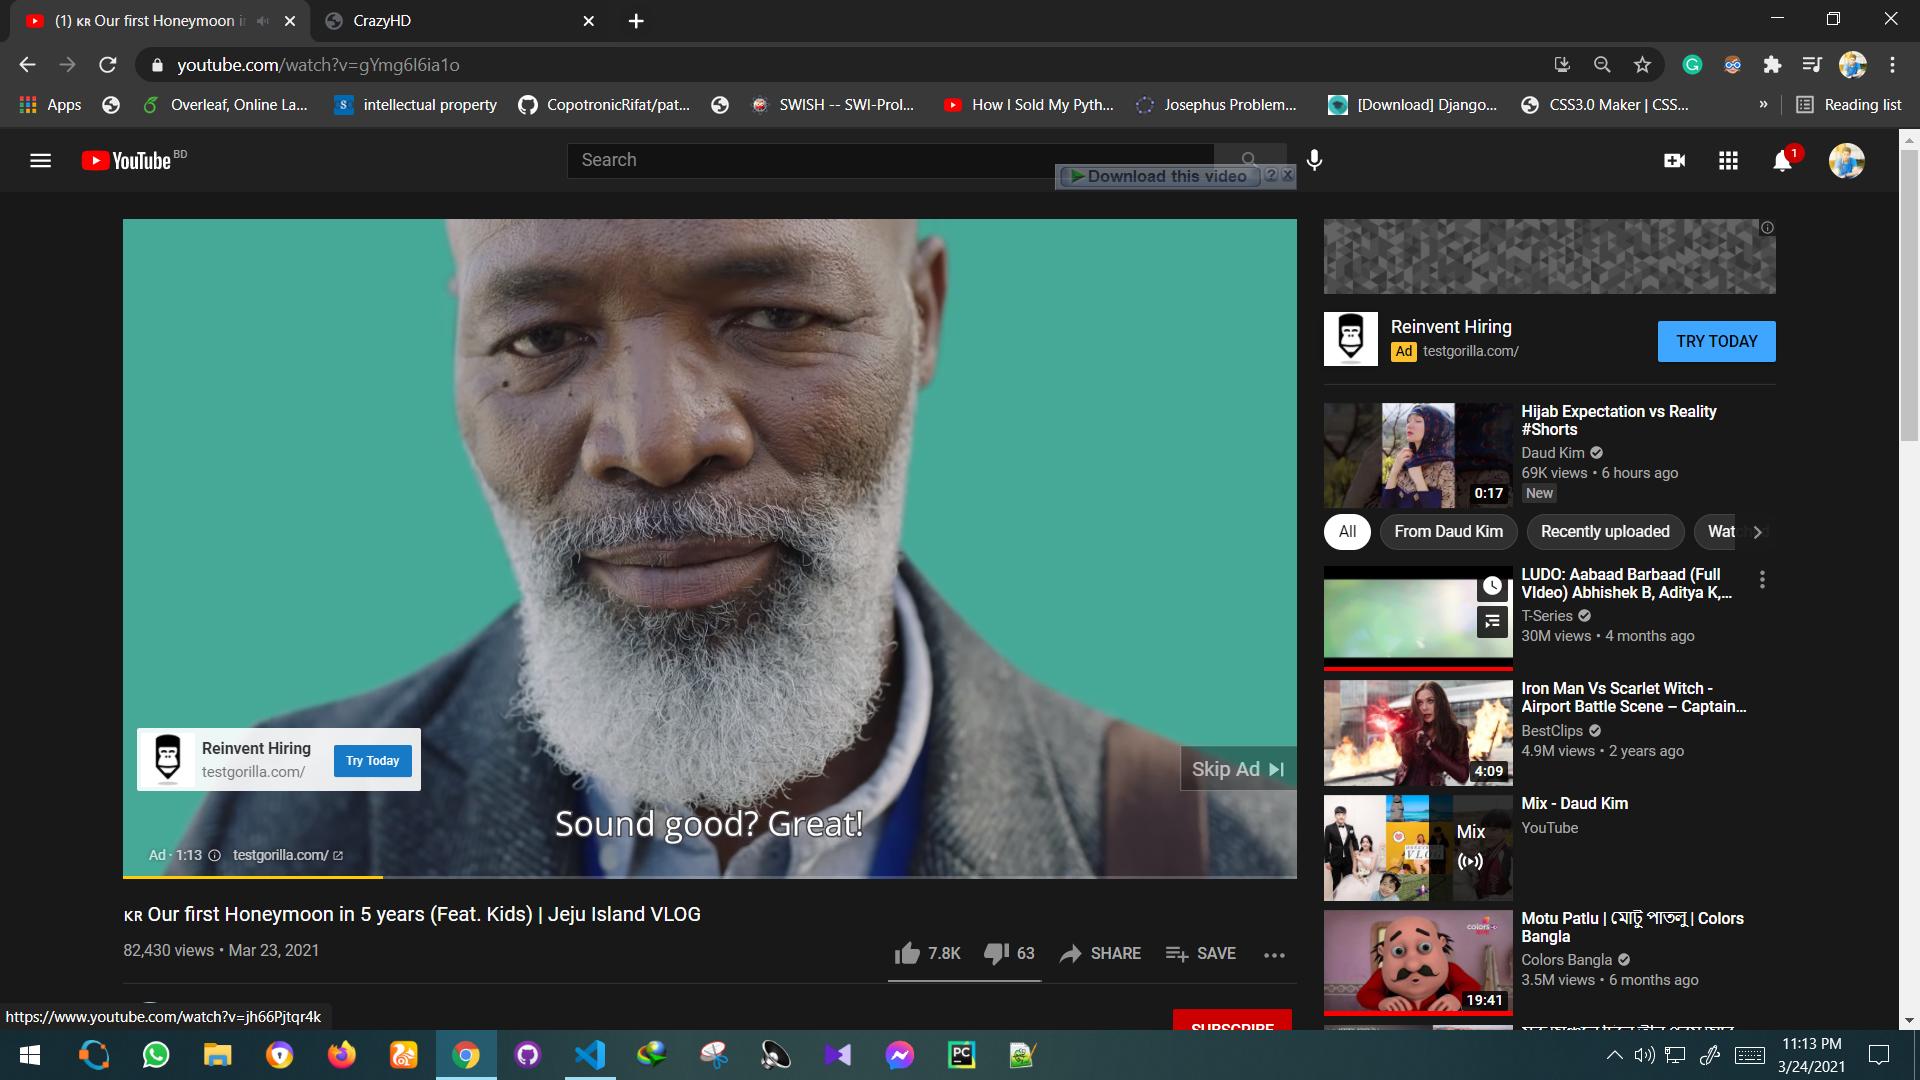 (1) ᴋʀ Our first Honeymoon i
CrazyHD
youtube.com/watch?v=gYmg6I6ia1o
Apps
Overleaf, Online La...
intellectual property
CopotronicRifat/pat...
SWISH -- SWI-Prol...
How I Sold My Pyth...
Josephus Problem...
[Download] Django...
CSS3.0 Maker | CSS...
»
Reading list
YouTube BD
Search
Download this video
1
Reinvent Hiring
Ad testgorilla.com/
TRY TODAY
Hijab Expectation vs Reality
#Shorts
Daud Kim
69K views • 6 hours ago
New
0:17
All
From Daud Kim
Recently uploaded
LUDO: Aabaad Barbaad (Full
VIdeo) Abhishek B, Aditya K,...
T-Series
30M views • 4 months ago
Iron Man Vs Scarlet Witch -
Airport Battle Scene – Captain...
BestClips
4.9M views • 2 years ago
4:09
Reinvent Hiring
testgorilla.com/
Try Today
Skip Ad
Sound good? Great!
Ad · 1:13
testgorilla.com/
Mix - Daud Kim
YouTube
Mix
ᴋʀ Our first Honeymoon in 5 years (Feat. Kids) | Jeju Island VLOG
82,430 views • Mar 23, 2021
7.8K
63
SHARE
SAVE
Motu Patlu | মোটু পাতলু | Colors
Bangla
Colors Bangla
3.5M views • 6 months ago
19:41
SUBSCRIBE
https://www.youtube.com/watch?v=jh66Pjtqr4k
PC
11:13 PM
3/24/2021